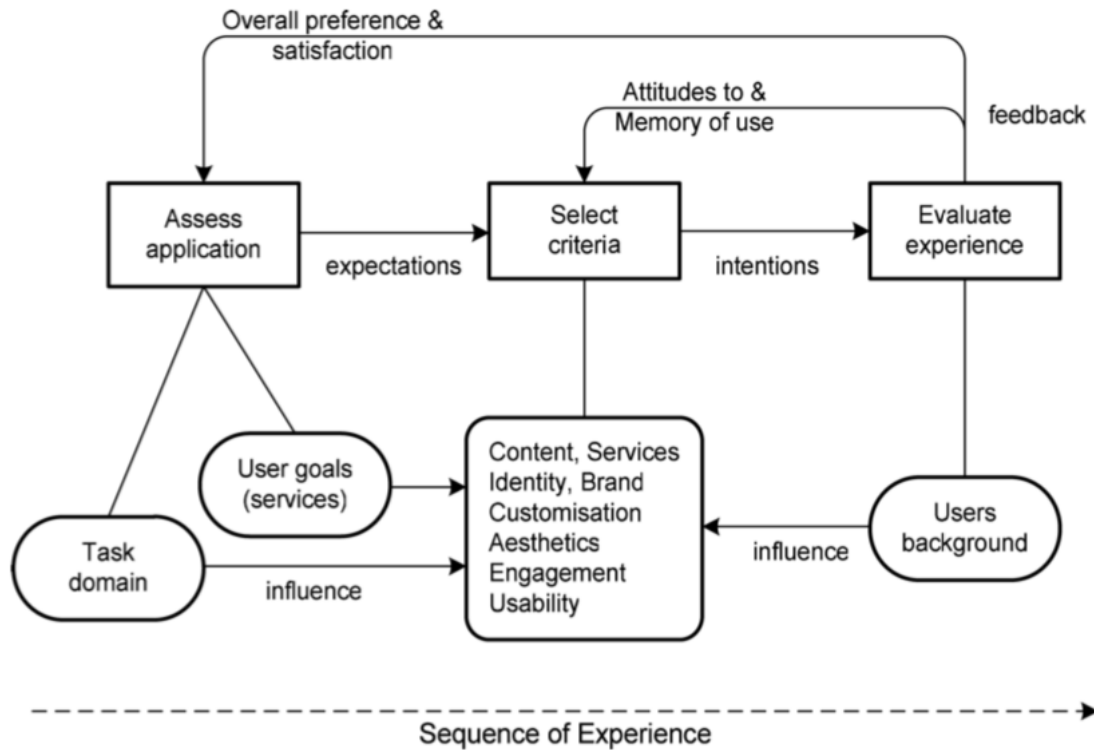 Overall preference &
satisfaction
Attitudes to &
Memory of use
feedback
Assess
application
expectations
Select
criteria
intentions
Evaluate
experience
User goals
(services)
Task
domain
influence
Content, Services
Identity, Brand
Customisation
Aesthetics
Engagement
Usability
influence
Users
background
Sequence of Experience